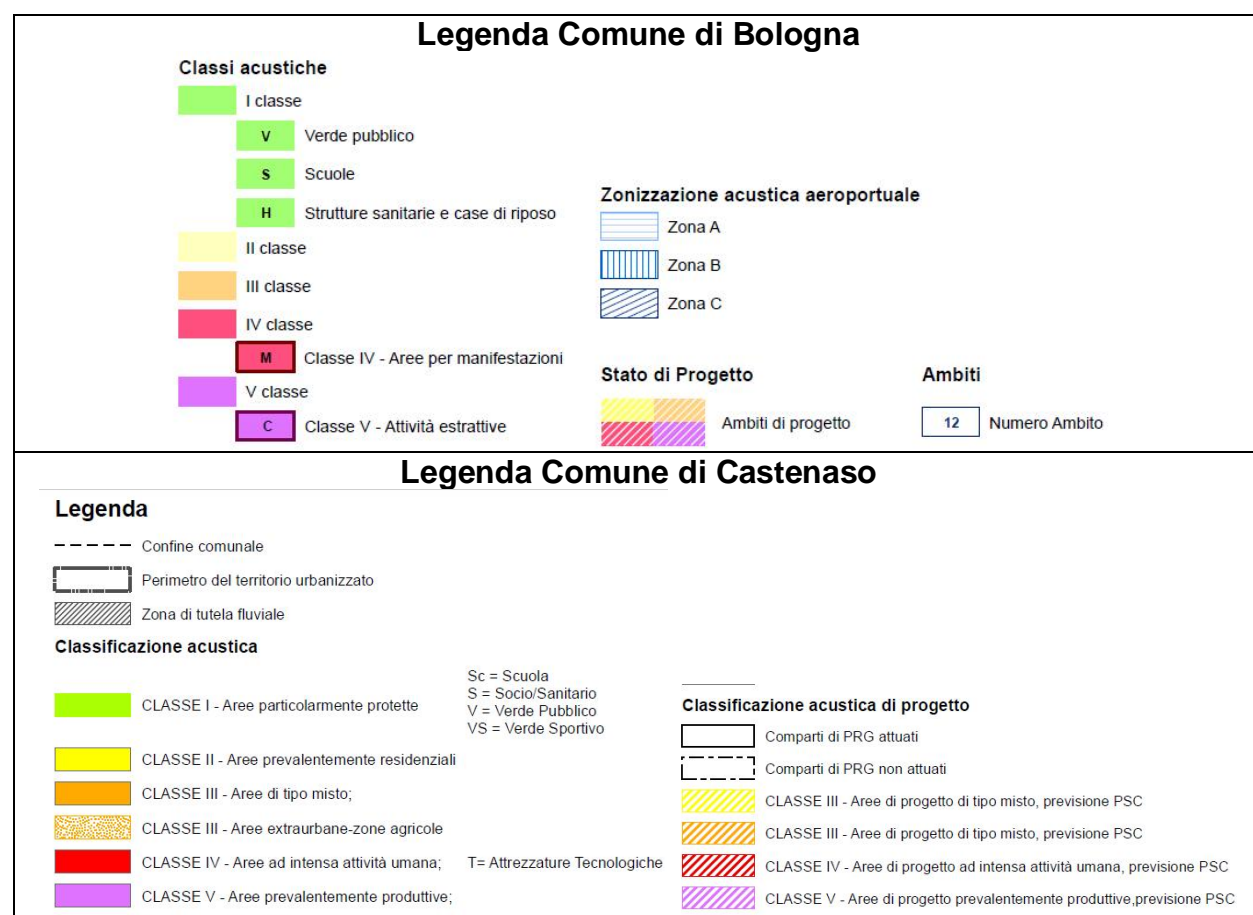 Legenda Comune di Bologna
Classi acustiche
I classe
V Verde pubblico
S Scuole
H Strutture sanitarie e case di riposo
II classe
III classe
IV classe
M Classe IV - Aree per manifestazioni
V classe
C Classe V - Attività estrattive
Zonizzazione acustica aeroportuale
Zona A
Zona B
Zona C
Stato di Progetto
Ambiti di progetto
Ambiti
12 Numero Ambito
Legenda Comune di Castenaso
Legenda
Confine comunale
Perimetro del territorio urbanizzato
Zona di tutela fluviale
Classificazione acustica
CLASSE I - Aree particolarmente protette
Sc = Scuola
S = Socio/Sanitario
V = Verde Pubblico
VS = Verde Sportivo
CLASSE II - Aree prevalentemente residenziali
CLASSE III - Aree di tipo misto;
CLASSE III - Aree extraurbane-zone agricole
CLASSE IV - Aree ad intensa attività umana; T= Attrezzature Tecnologiche
CLASSE V - Aree prevalentemente produttive;
Classificazione acustica di progetto
Comparti di PRG attuati
Comparti di PRG non attuati
CLASSE III - Aree di progetto di tipo misto, previsione PSC
CLASSE III - Aree di progetto di tipo misto, previsione PSC
CLASSE IV - Aree di progetto ad intensa attività umana, previsione PSC
CLASSE V - Aree di progetto prevalentemente produttive,previsione PSC